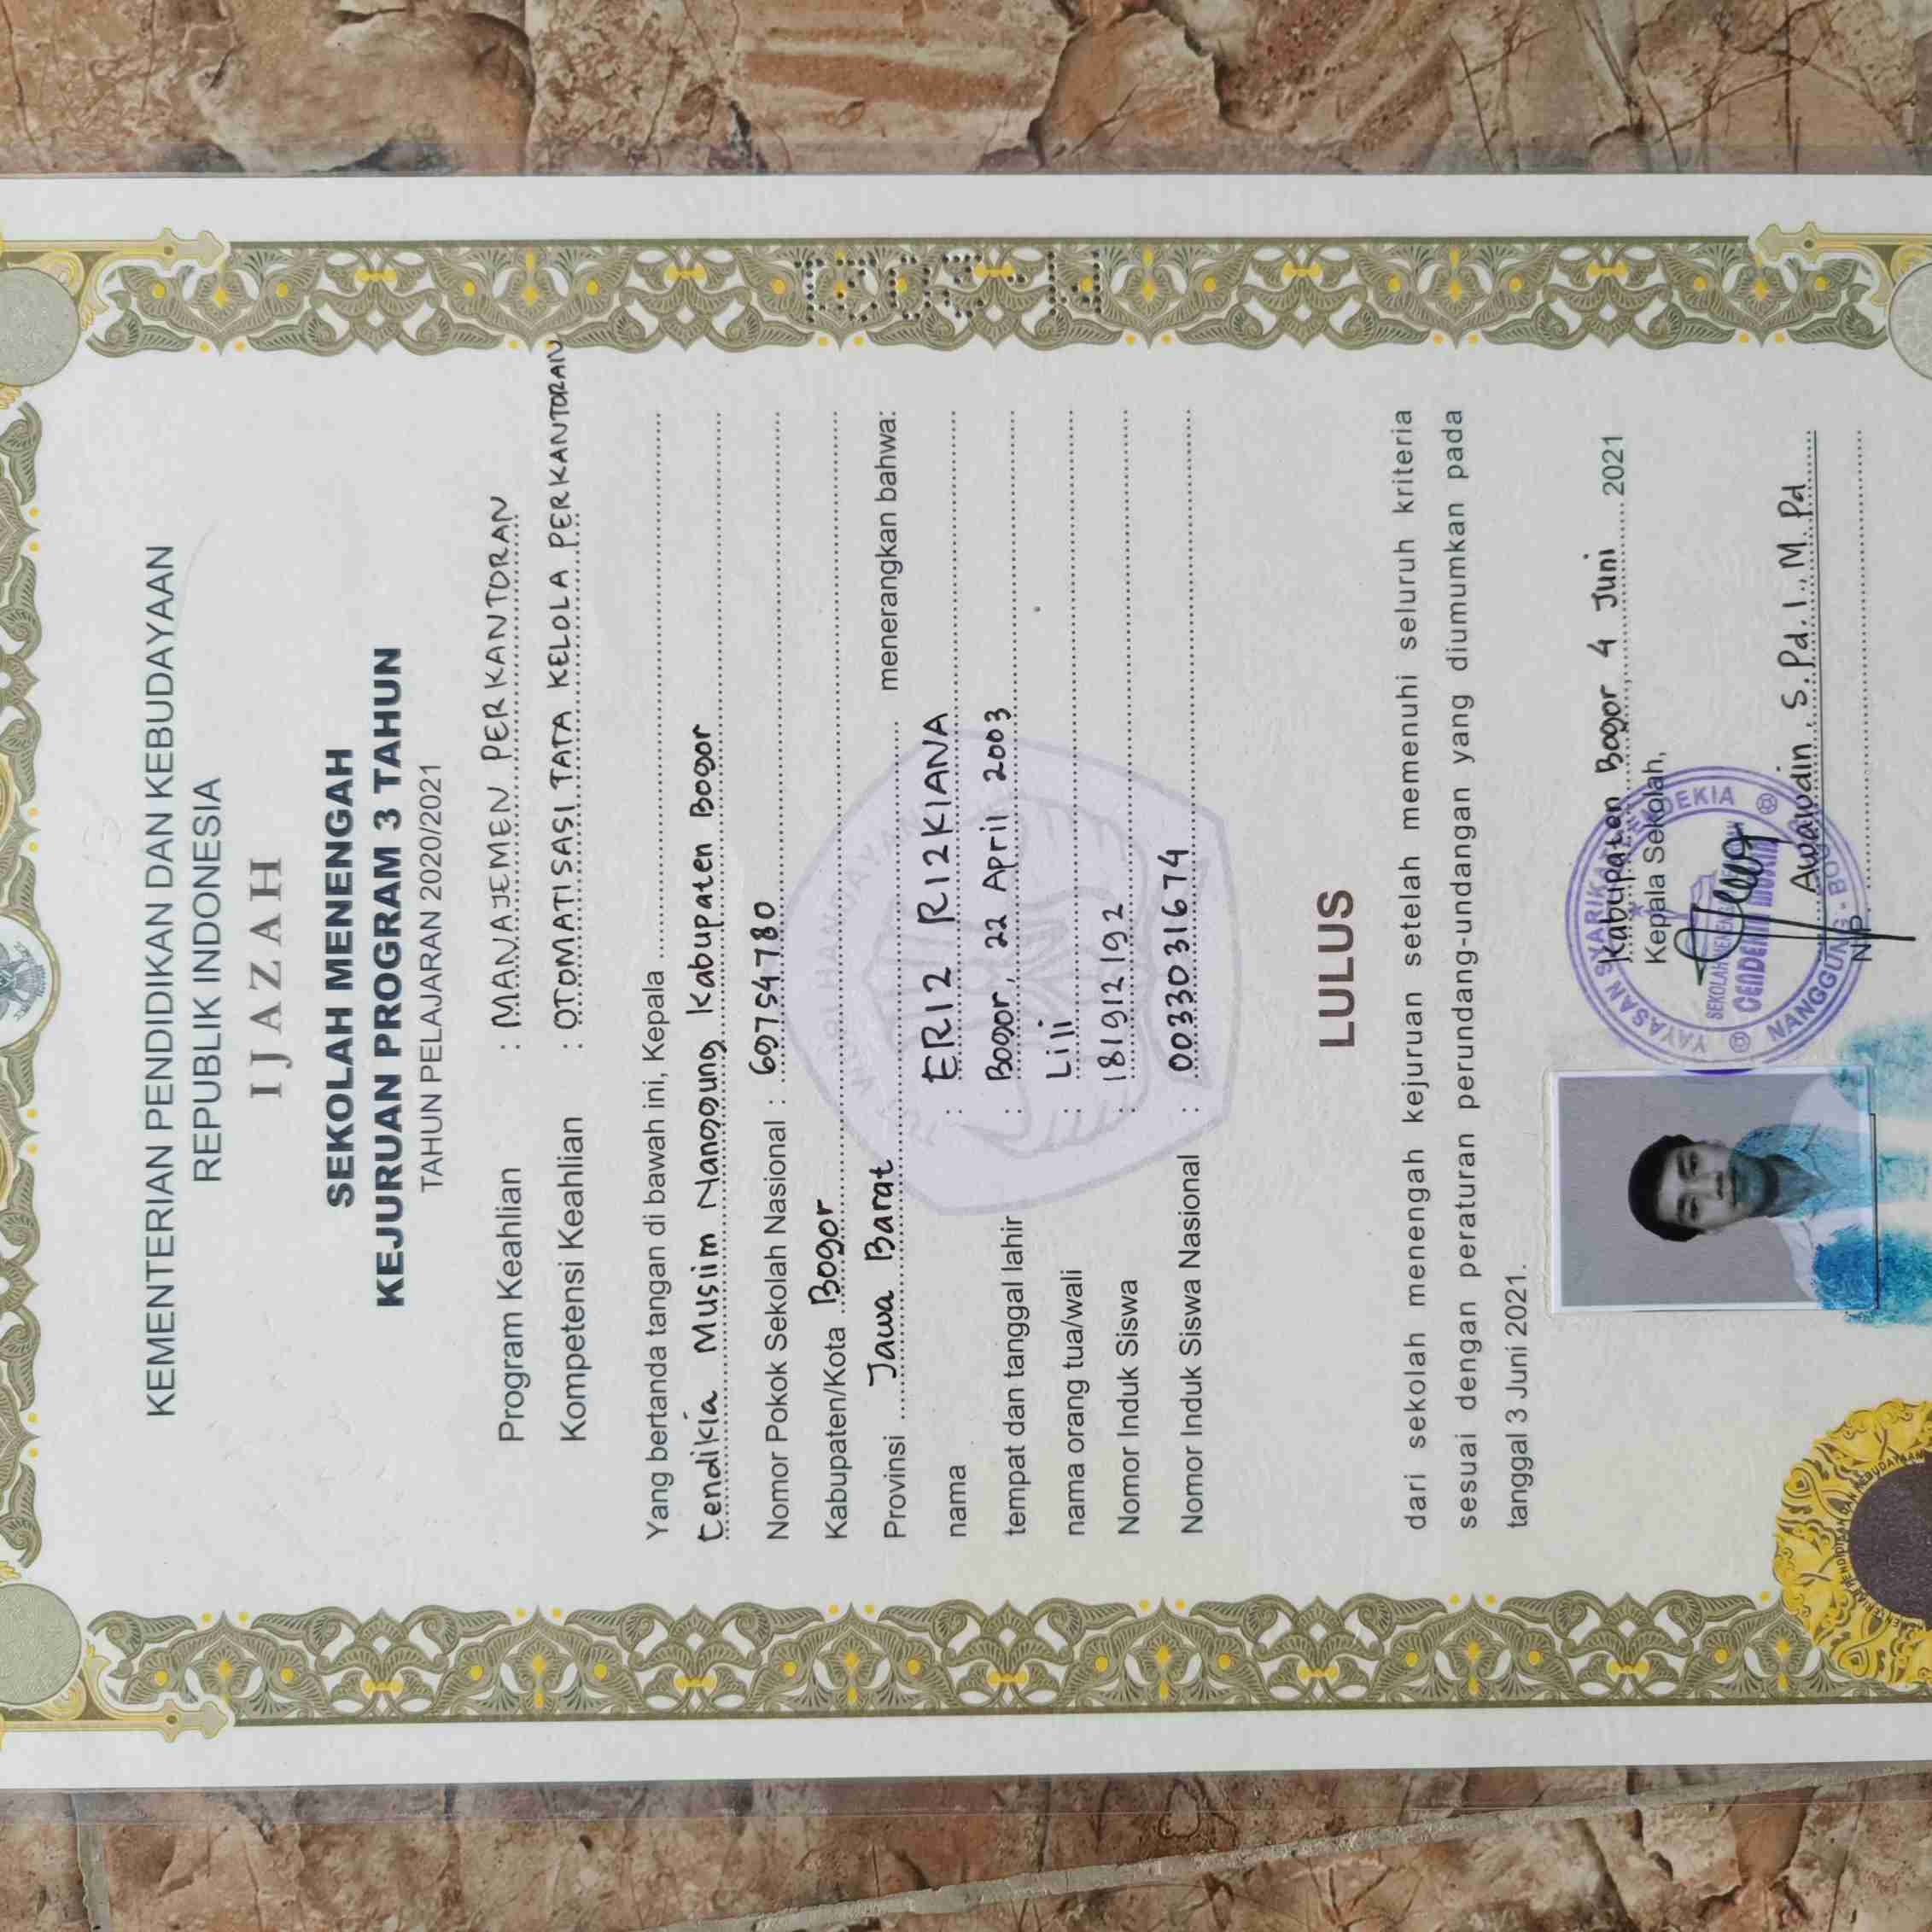 KEMENTERIAN PENDIDIKAN DAN KEBUDAYAAN
REPUBLIK INDONESIA
IJAZAH
SEKOLAH MENENGAH
KEJURUAN PROGRAM 3 TAHUN
TAHUN PELAJARAN 2020/2021
Program Keahlian : MANAJEMEN PERKANTORAN
Kompetensi Keahlian : OTOMATISASI TATA KELOLA PERKANTORAN
Yang bertanda tangan di bawah ini, Kepala
Cendikia Muslim Nanggung Kabupaten Bogor
Nomor Pokok Sekolah Nasional : 69754780
Kabupaten/Kota Bogor
Provinsi Jawa Barat menerangkan bahwa:
nama : ERIZ RIZKIANA
tempat dan tanggal lahir : Bogor, 22 April 2003
nama orang tua/wali : Lili
Nomor Induk Siswa : 181912192
Nomor Induk Siswa Nasional : 0033031674
LULUS
dari sekolah menengah kejuruan setelah memenuhi seluruh kriteria
sesuai dengan peraturan perundang-undangan yang diumumkan pada
tanggal 3 Juni 2021.
Kabupaten Bogor, 4 Juni 2021
Kepala Sekolah,
Awaludin, S.Pd.I., M.Pd
NIP.